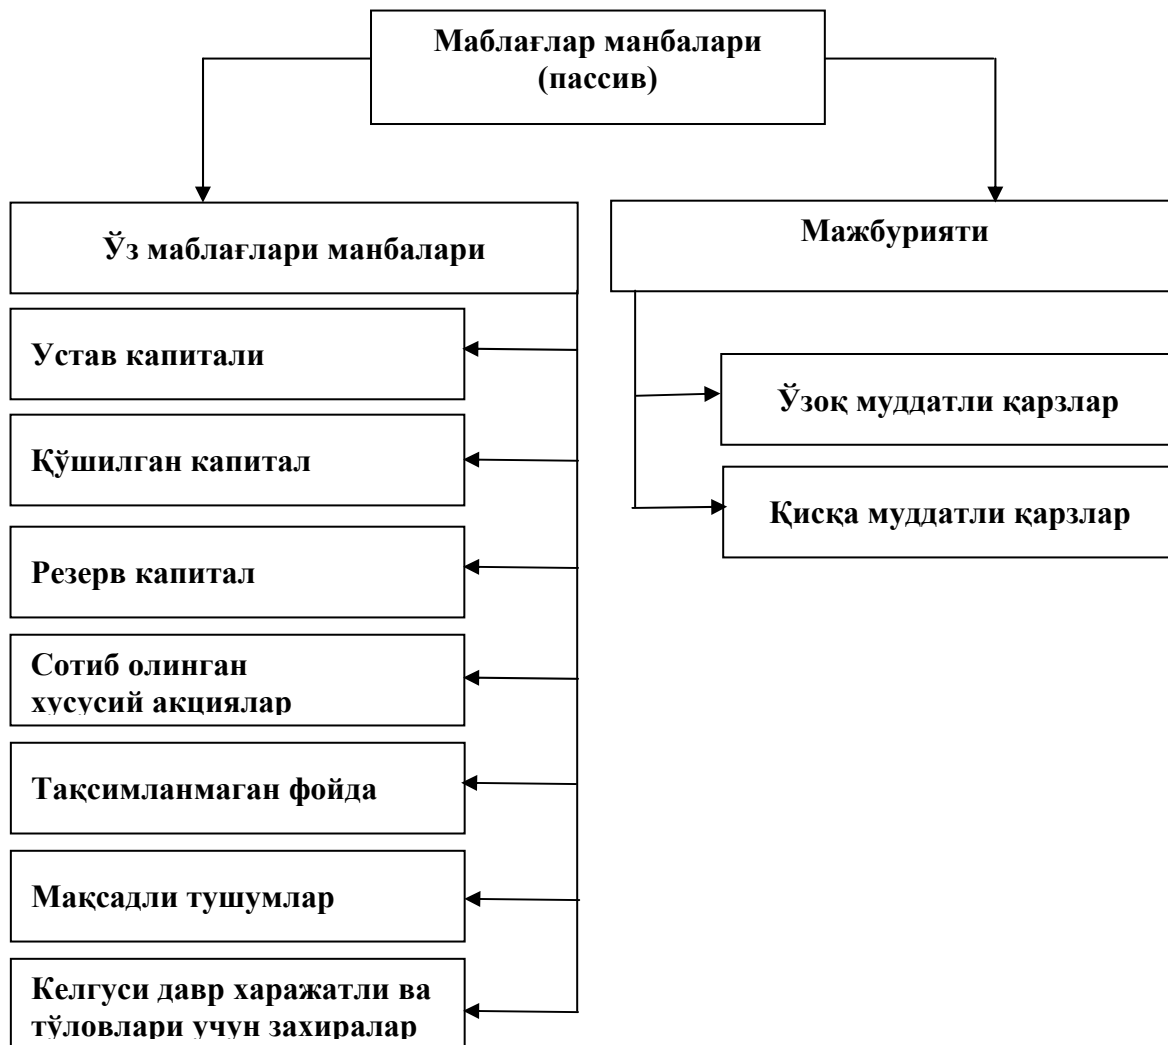 Маблағлар манбалари
(пассив)
Ўз маблағлари манбалари
Мажбурияти
Устав капитали
Қўшилган капитал
Резерв капитал
Сотиб олинган
хусусий акциялар
Тақсимланмаган фойда
Мақсадли тушумлар
Келгуси давр харажатли ва
тўловлари учун захиралар
Ўзоқ муддатли қарзлар
Қисқа муддатли қарзлар